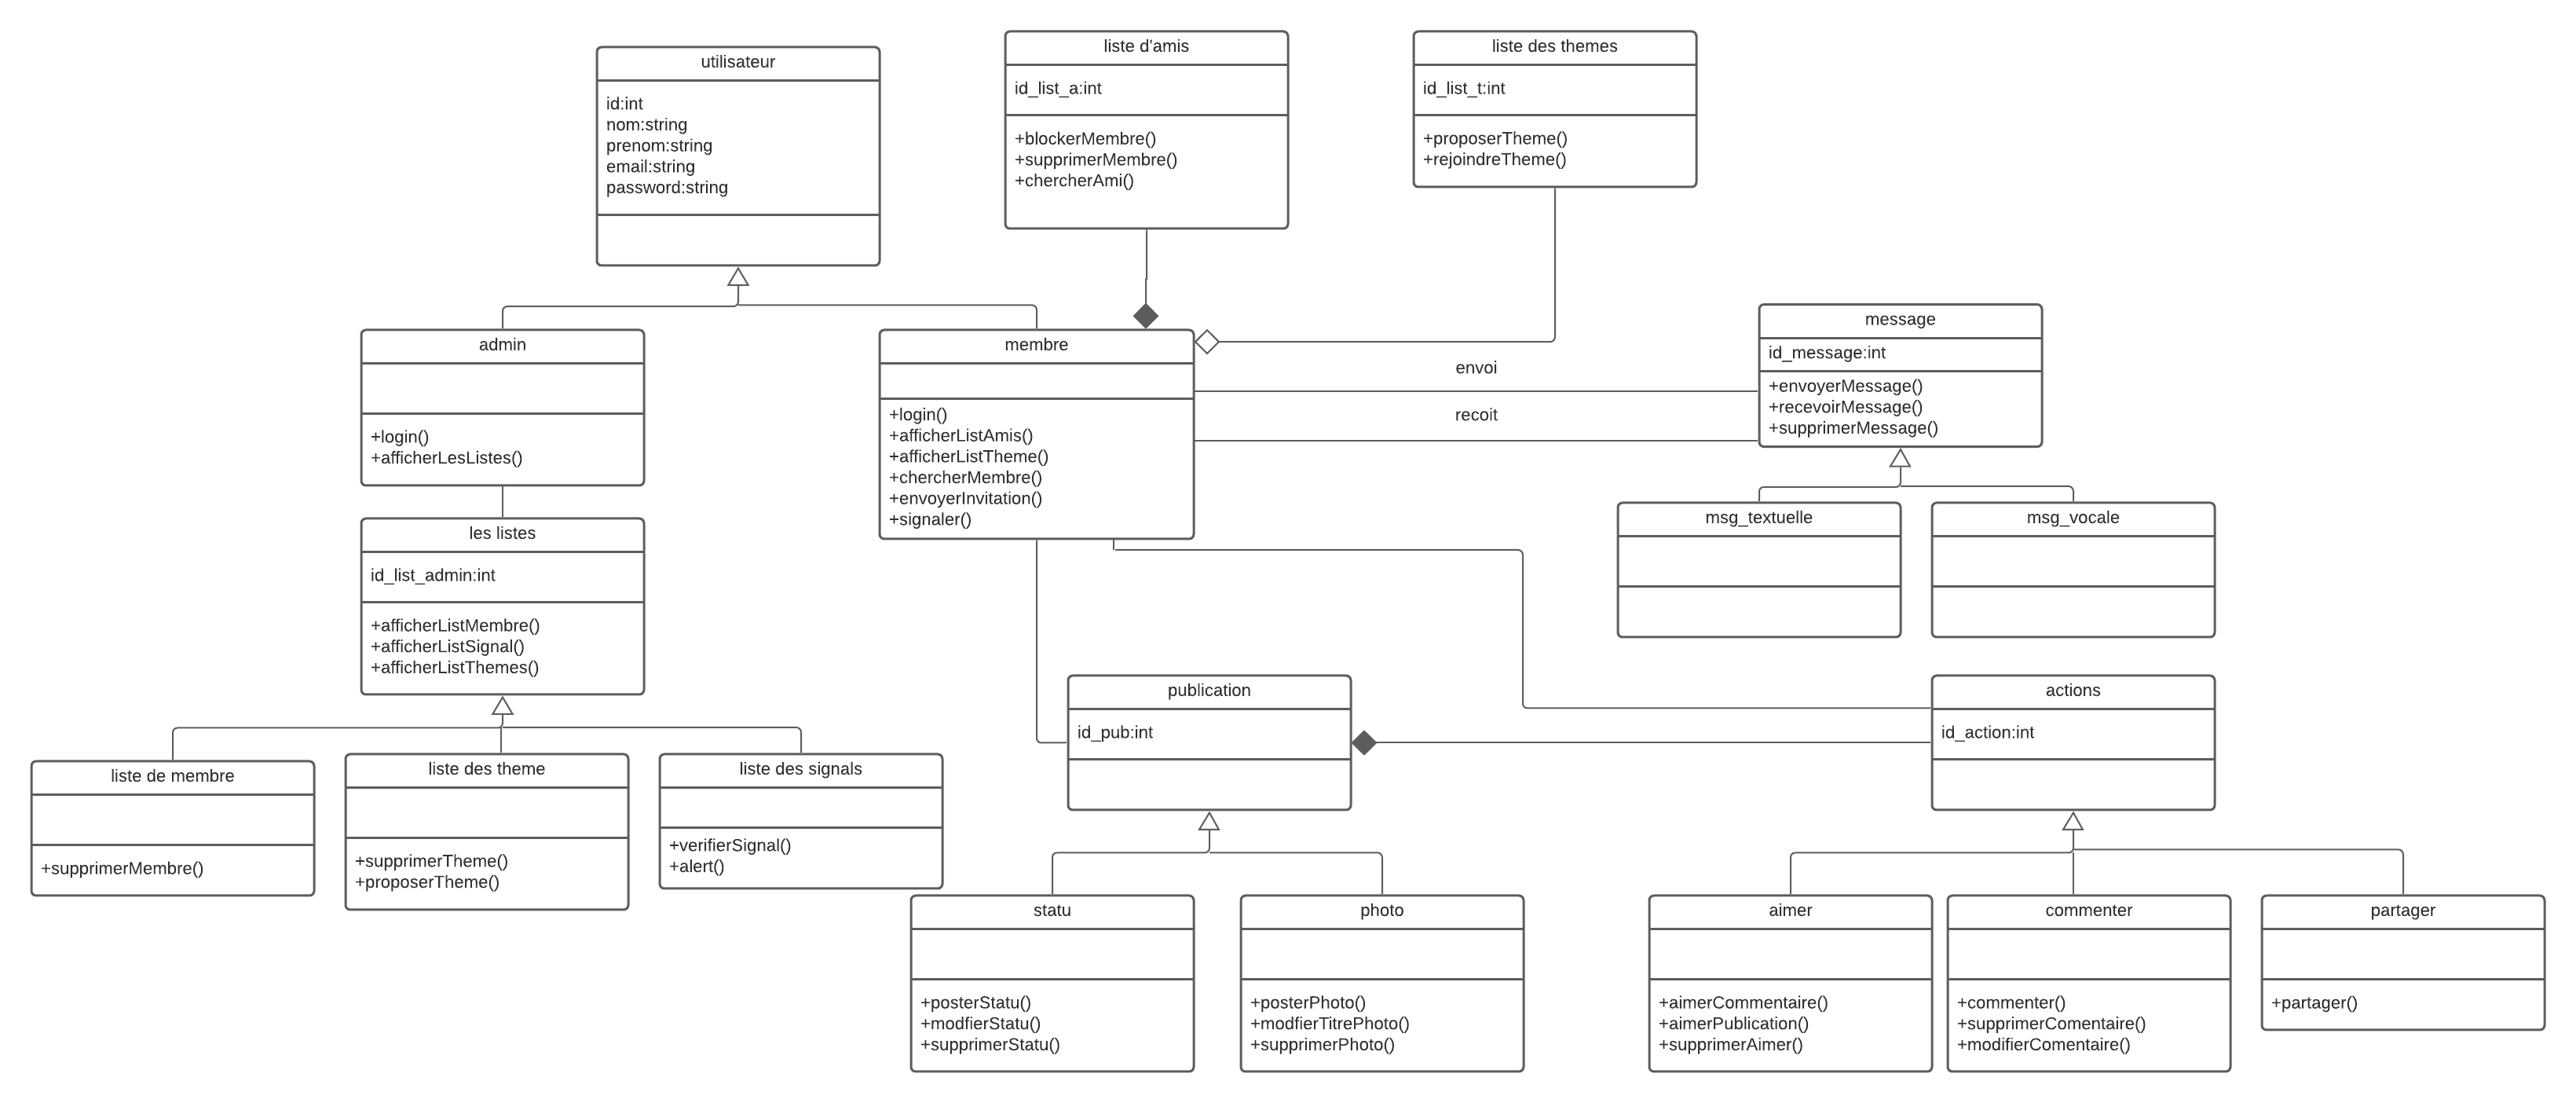 utilisateur
id:int
nom:string
prenom:string
email:string
password:string
liste d'amis
id_list_a:int
+blockerMembre()
+supprimerMembre()
+chercherAmi()
liste des themes
id_list_t:int
+proposerTheme()
+rejoindreTheme()
admin
+login()
+afficherLesListes()
membre
+login()
+afficherListAmis()
+afficherListTheme()
+chercherMembre()
+envoyerInvitation()
+signaler()
envoi
recoit
message
id_message:int
+envoyerMessage()
+recevoirMessage()
+supprimerMessage()
msg_textuelle
msg_vocale
les listes
id_list_admin:int
+afficherListMembre()
+afficherListSignal()
+afficherListThemes()
publication
id_pub:int
actions
id_action:int
liste de membre
+supprimerMembre()
liste des theme
+supprimerTheme()
+proposerTheme()
liste des signals
+verifierSignal()
+alert()
statu
+posterStatu()
+modfierStatu()
+supprimerStatu()
photo
+posterPhoto()
+modfierTitrePhoto()
+supprimerPhoto()
aimer
+aimerCommentaire()
+aimerPublication()
+supprimerAimer()
commenter
+commenter()
+supprimerComentaire()
+modifierComentaire()
partager
+partager()